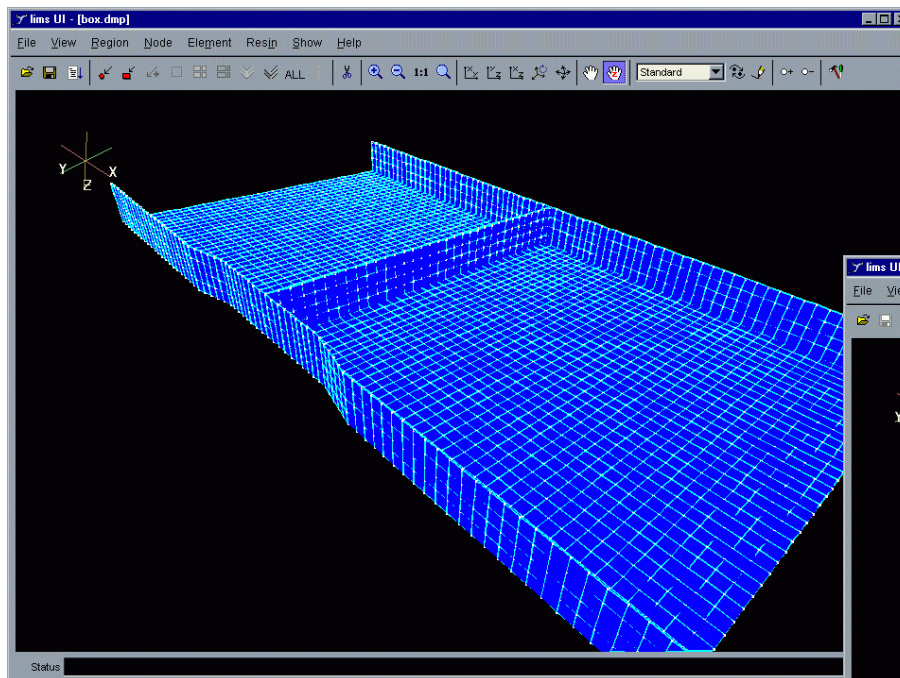 lims UI - [box.dmp]
File View Region Node Element Resin Show Help
ALL 1:1 Standard
Y X
Z
Status
lims UI
File Vie
Y